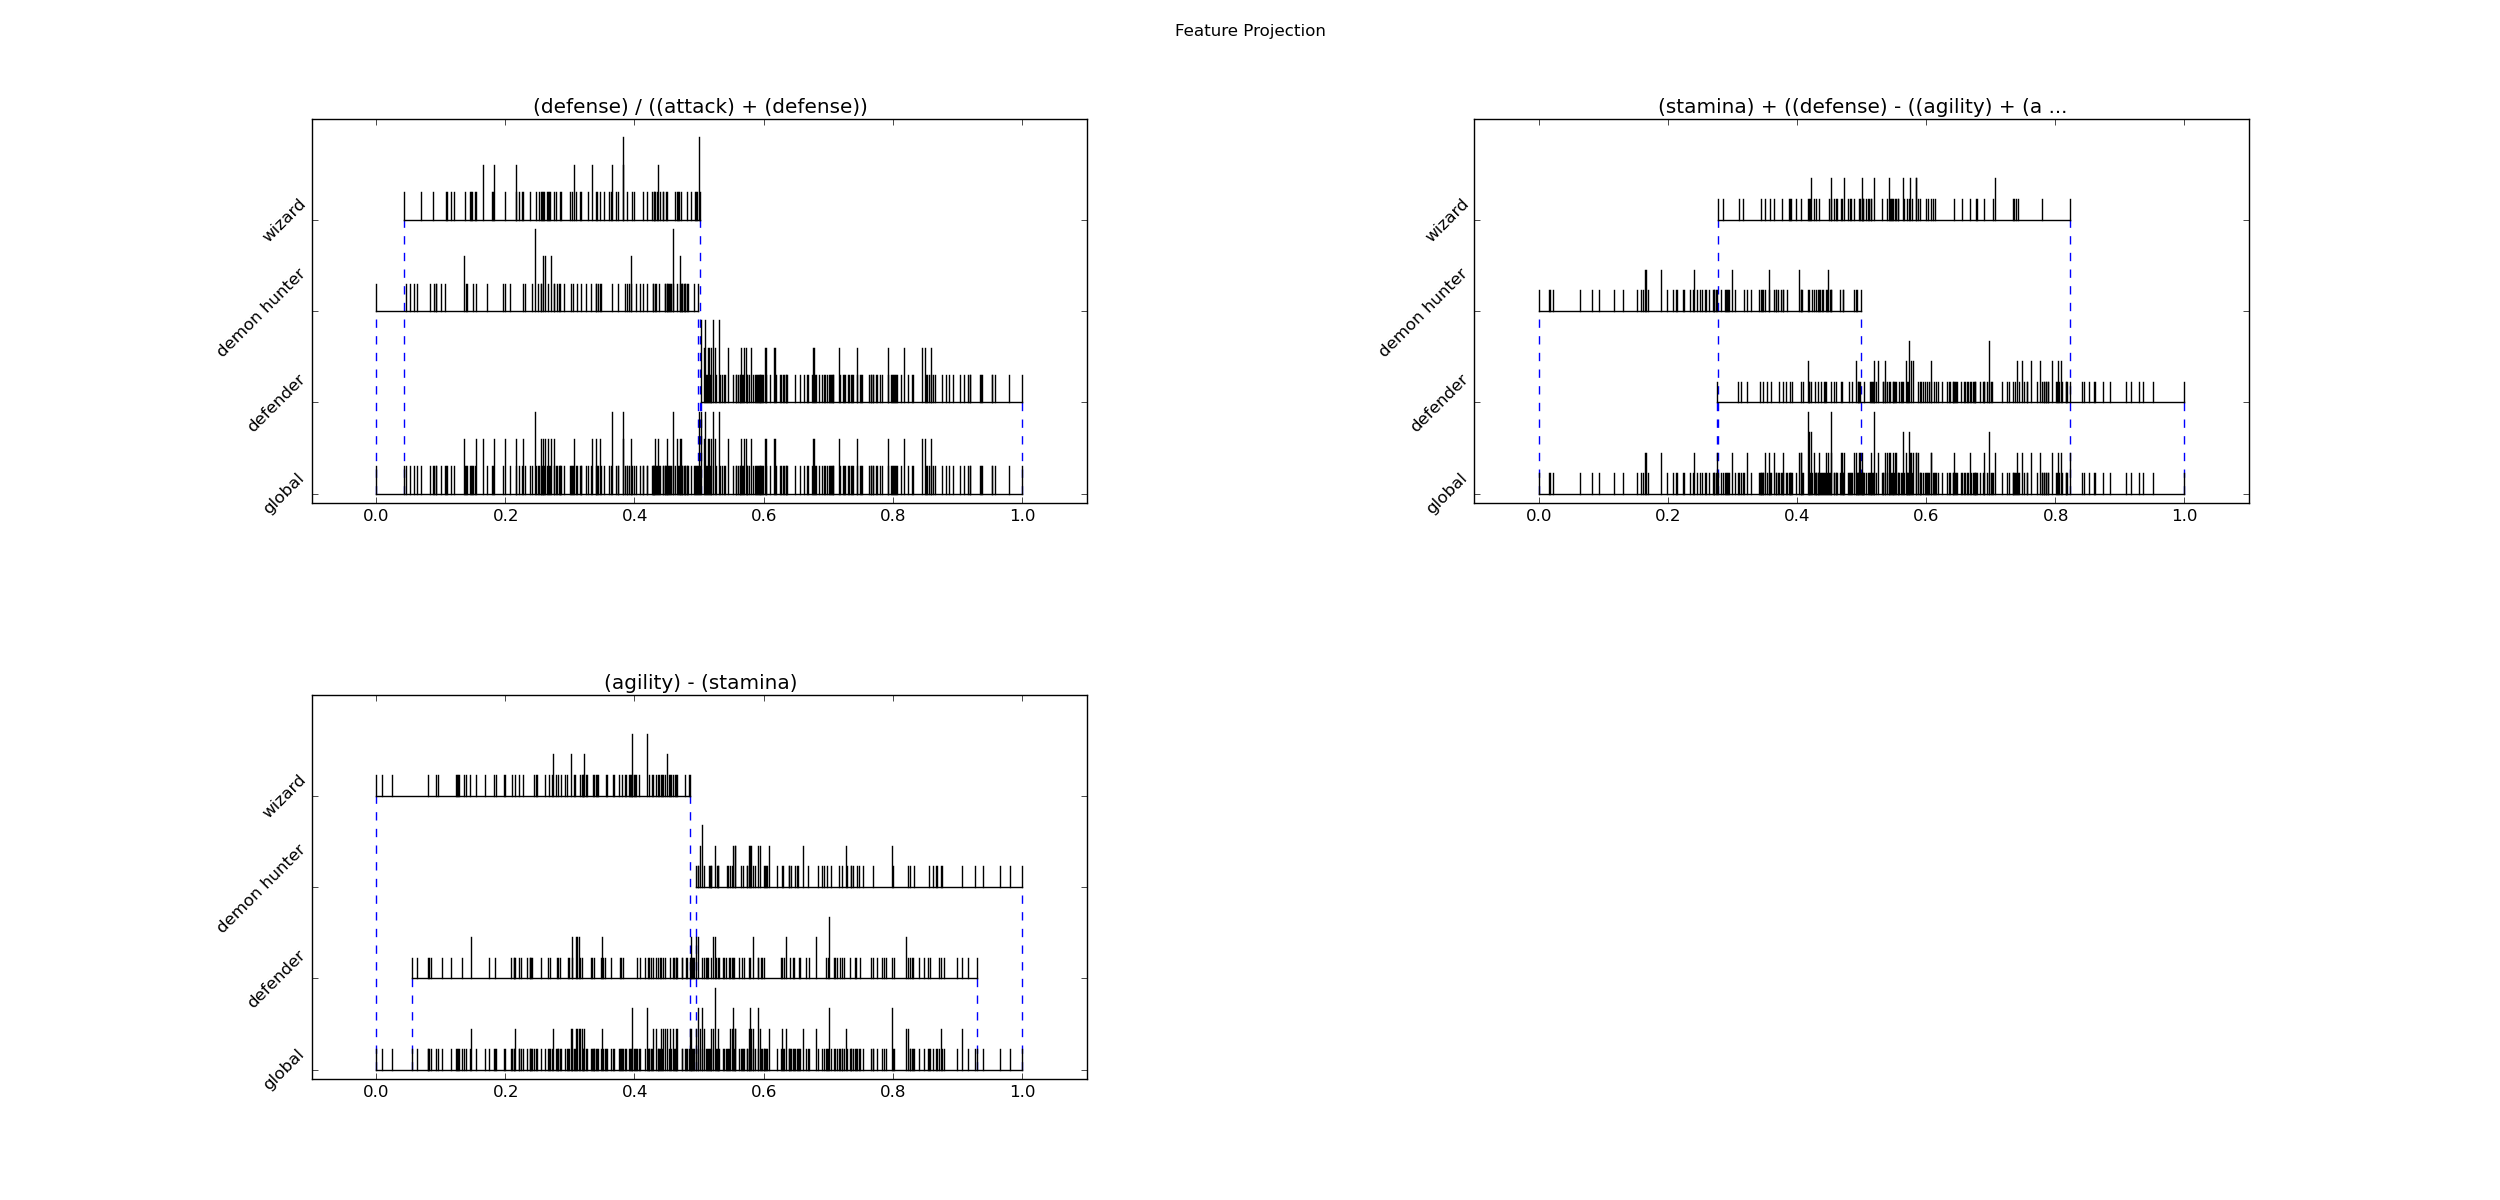 Feature Projection
(defense) / ((attack) + (defense))
wizard
demon hunter
defender
global
0.0 0.2 0.4 0.6 0.8 1.0
(stamina) + ((defense) - ((agility) + (a ...
wizard
demon hunter
defender
global
0.0 0.2 0.4 0.6 0.8 1.0
(agility) - (stamina)
wizard
demon hunter
defender
global
0.0 0.2 0.4 0.6 0.8 1.0